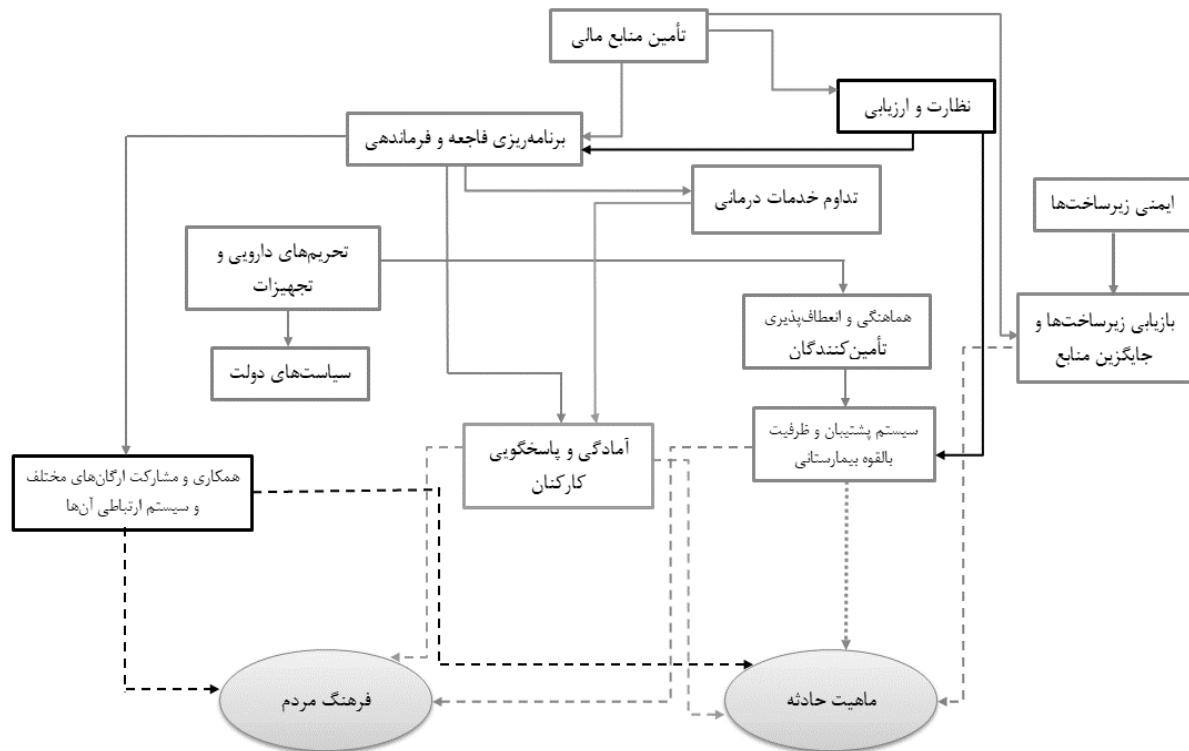 تأمین منابع مالی
نظارت و ارزیابی
برنامه‌ریزی فاجعه و فرماندهی
تداوم خدمات درمانی
ایمنی زیرساخت‌ها
تحریم‌های دارویی و
تجهیزات
هماهنگی و انعطاف‌پذیری
تأمین‌کنندگان
بازیابی زیرساخت‌ها و
جایگزین منابع
سیاست‌های دولت
سیستم پشتیبان و ظرفیت
بالقوه بیمارستانی
آمادگی و پاسخگویی
کارکنان
همکاری و مشارکت ارگان‌های مختلف
و سیستم ارتباطی آن‌ها
ماهیت حادثه
فرهنگ مردم